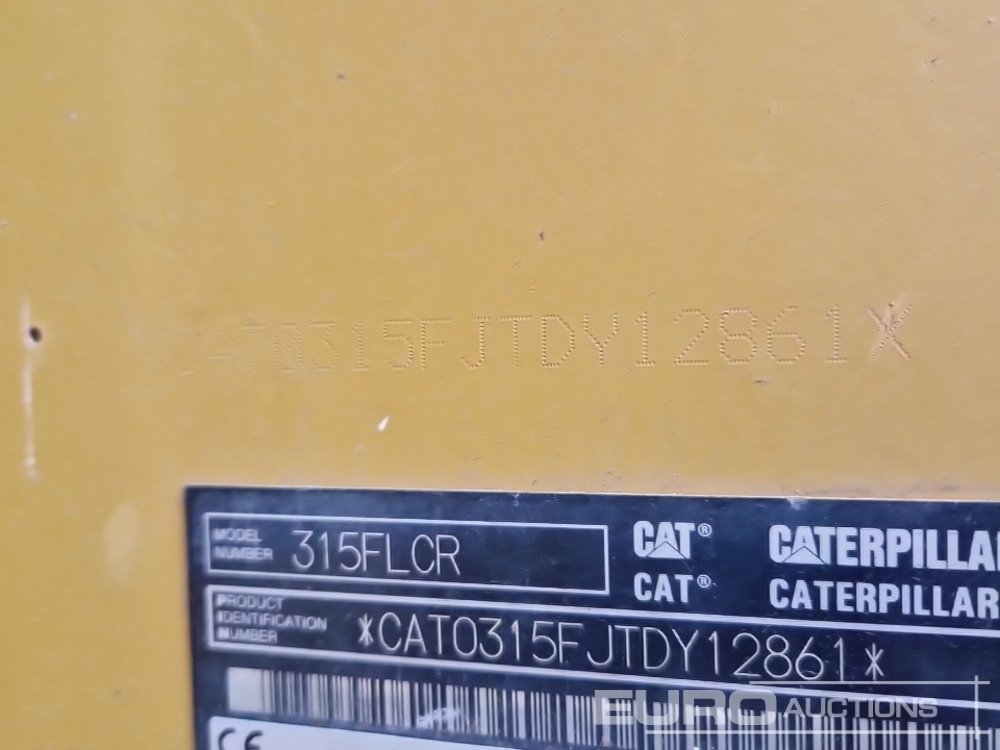 CAT0315FJTDY12861*
MODEL NUMBER 315FLCR
CAT® CATERPILLAR
CAT® CATERPILLAR
PRODUCT IDENTIFICATION NUMBER *CAT0315FJTDY12861*
CE
EURO AUCTIONS